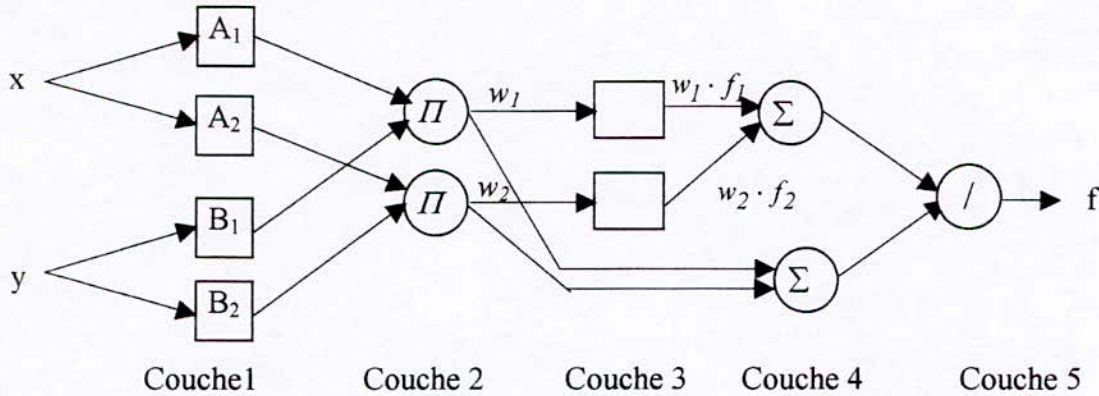 A₁
x
A₂
Π
w₁
w₁ · f₁
Σ
Π
w₂
w₂ · f₂
/
f
B₁
y
B₂
Σ
Couche1 Couche 2 Couche 3 Couche 4 Couche 5